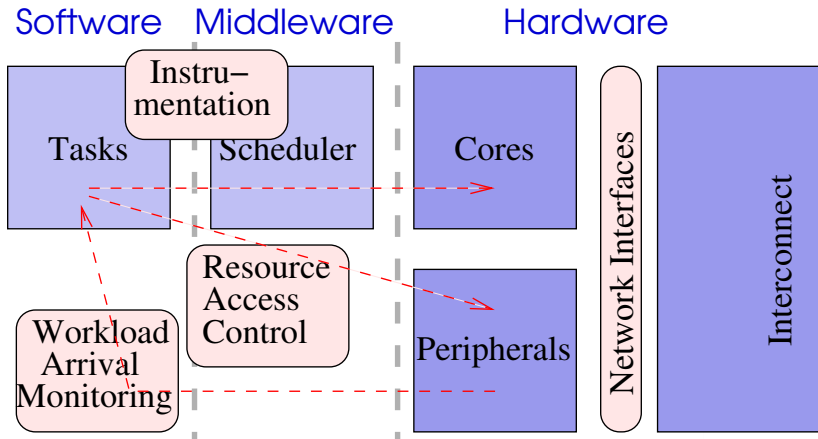 Software
Middleware
Hardware
Instru-
mentation
Tasks
Scheduler
Cores
Network Interfaces
Interconnect
Resource
Access
Control
Workload
Arrival
Monitoring
Peripherals